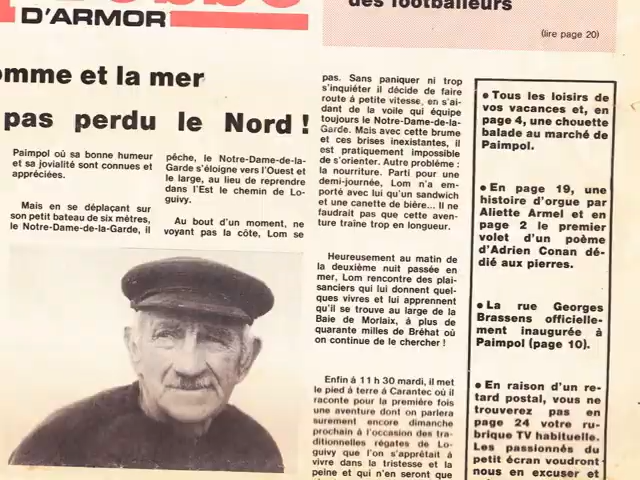 D'ARMOR
des footballeurs
(lire page 20)
omme et la mer
pas perdu le Nord !
Paimpol où sa bonne humeur
et sa jovialité sont connues et
appréciées.
Mais en se déplaçant sur
son petit bateau de six mètres,
le Notre-Dame-de-la-Garde, il
pêche, le Notre-Dame-de-la-
Garde s'éloigne vers l'Ouest et
le large, au lieu de reprendre
dans l'Est le chemin de Lo-
guivy.
Au bout d'un moment, ne
voyant pas la côte, Lom se
pas. Sans paniquer ni trop
s'inquiéter il décide de faire
route à petite vitesse, en s'ai-
dant de la voile qui équipe
toujours le Notre-Dame-de-la-
Garde. Mais avec cette brume
et ces brises inexistantes, il
est pratiquement impossible
de s'orienter. Autre problème :
la nourriture. Parti pour une
demi-journée, Lom n'a em-
porté avec lui qu'un sandwich
et une canette de bière... Il ne
faudrait pas que cette aven-
ture traîne trop en longueur.
Heureusement au matin de
la deuxième nuit passée en
mer, Lom rencontre des plai-
sanciers qui lui donnent quel-
ques vivres et lui apprennent
qu'il se trouve au large de la
Baie de Morlaix, à plus de
quarante milles de Bréhat où
on continue de le chercher !
Enfin à 11 h 30 mardi, il met
le pied à terre à Carantec où il
raconte pour la première fois
une aventure dont on parlera
surement encore dimanche
prochain à l'occasion des tra-
ditionnelles régates de Lo-
guivy que l'on s'apprêtait à
vivre dans la tristesse et la
peine et qui n'en seront que
• Tous les loisirs de
vos vacances et, en
page 4, une chouette
balade au marché de
Paimpol.
• En page 19, une
histoire d'orgue par
Aliette Armel et en
page 2 le premier
volet d'un poème
d'Adrien Conan dé-
dié aux pierres.
• La rue Georges
Brassens officielle-
ment inaugurée à
Paimpol (page 10).
• En raison d'un re-
tard postal, vous ne
trouverez pas en
page 24 votre ru-
brique TV habituelle.
Les passionnés du
petit écran voudront
nous en excuser et